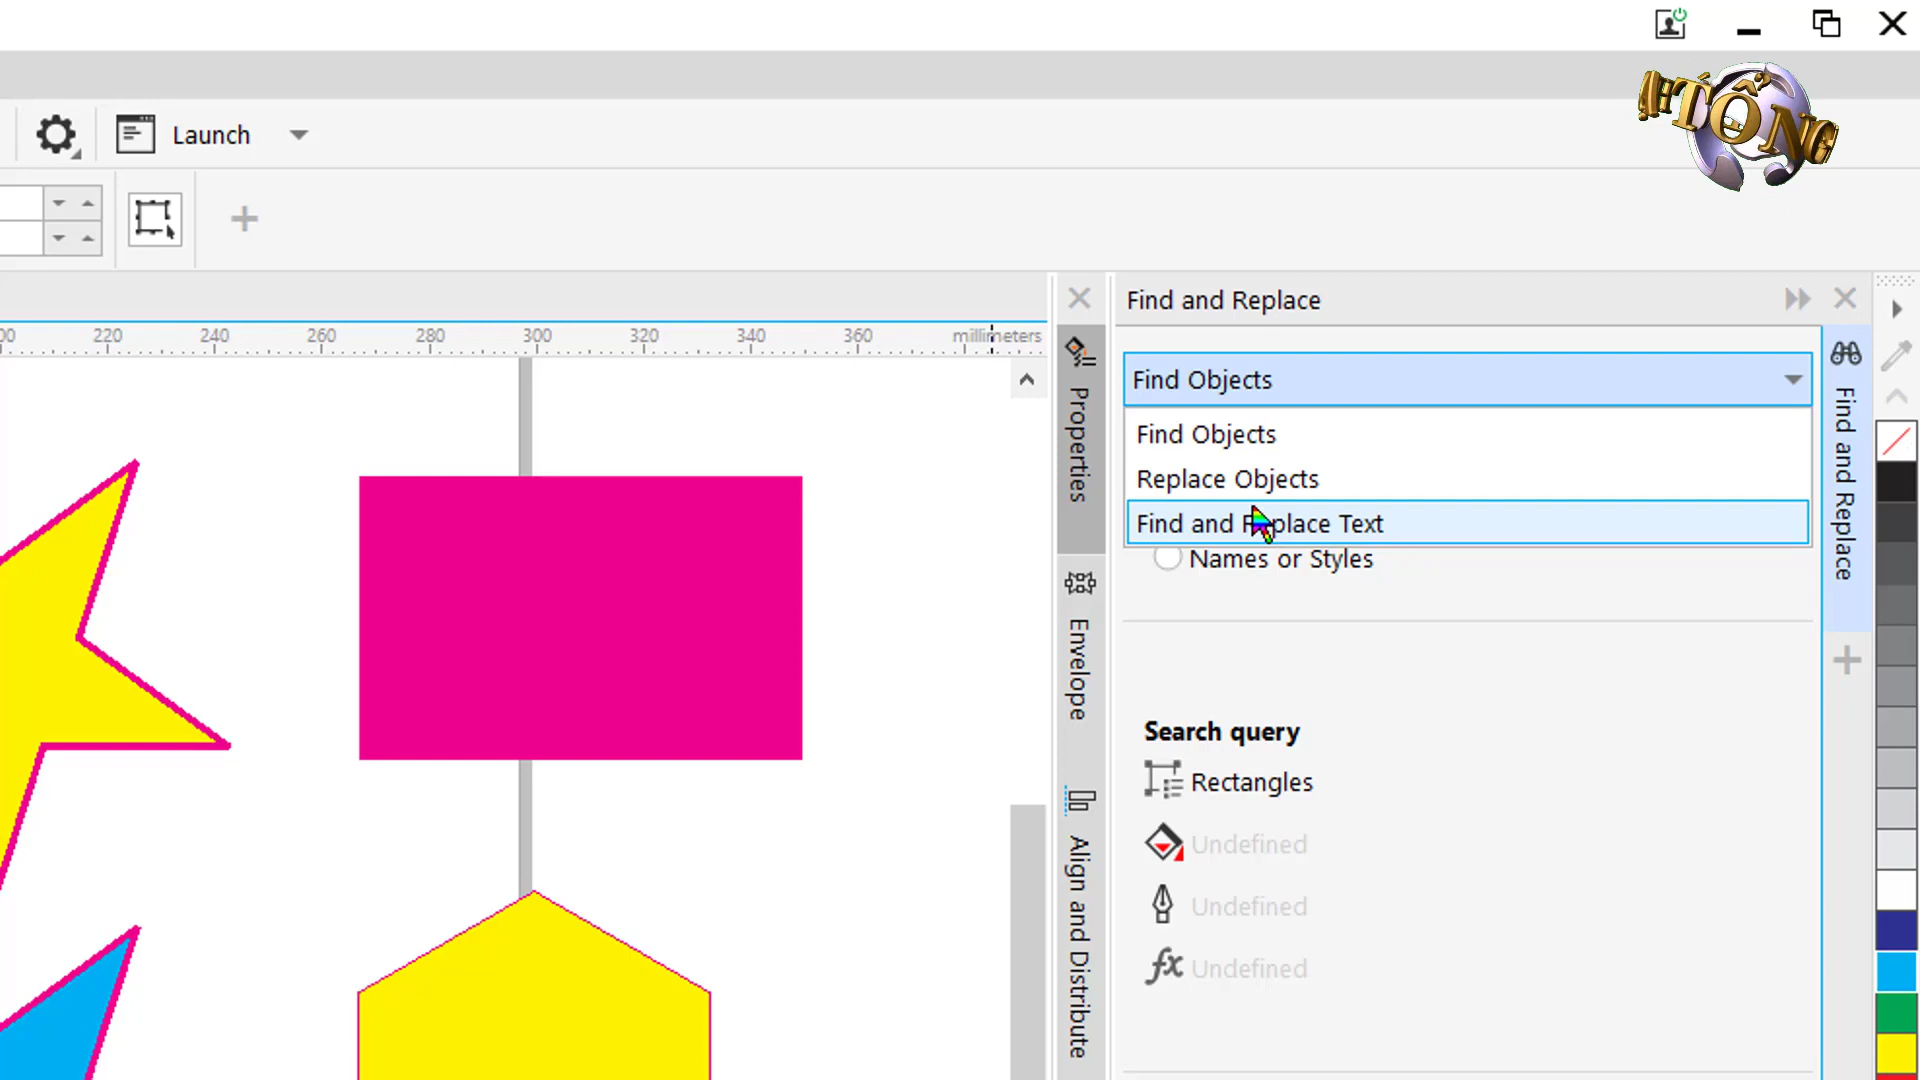 AHTỔNG
Launch
Find and Replace
220 240 260 280 300 320 340 360 millimeters
Find Objects
Find Objects
Replace Objects
Find and Replace Text
Names or Styles
Properties
Envelope
Align and Distribute
Find and Replace
Search query
Rectangles
Undefined
Undefined
fx Undefined